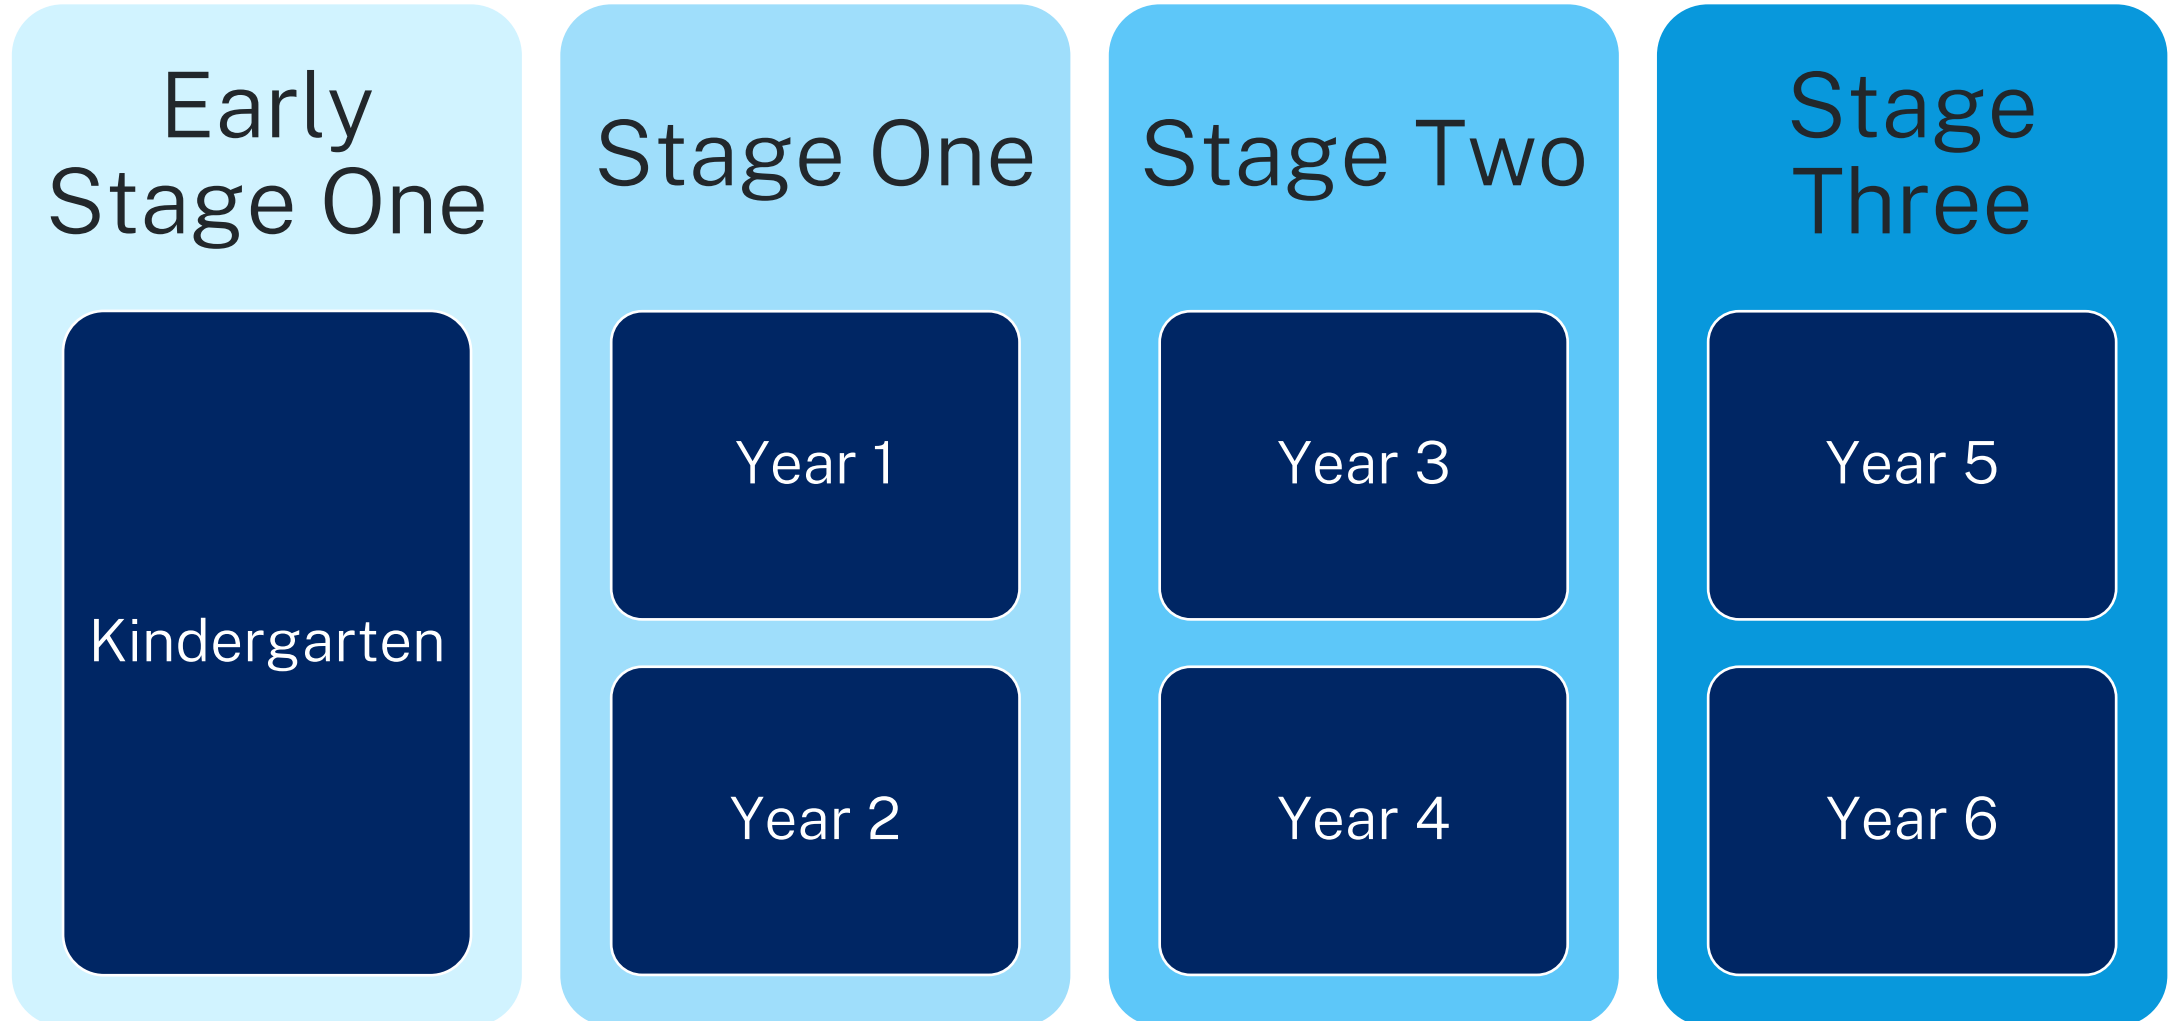 Early
Stage One
Kindergarten
Stage One
Year 1
Year 2
Stage Two
Year 3
Year 4
Stage
Three
Year 5
Year 6